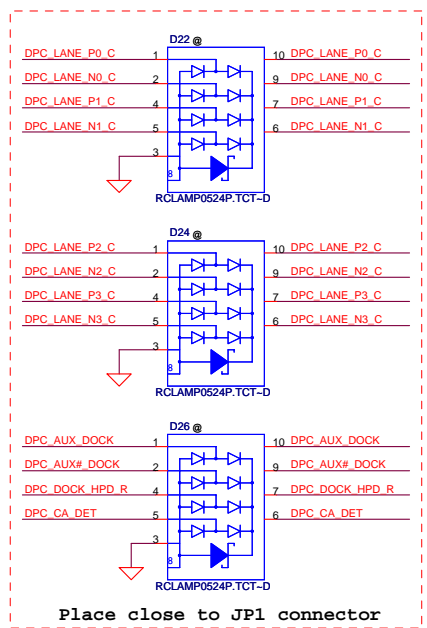 D22 @
DPC_LANE_P0_C 1 10 DPC_LANE_P0_C
DPC_LANE_N0_C 2 9 DPC_LANE_N0_C
DPC_LANE_P1_C 4 7 DPC_LANE_P1_C
DPC_LANE_N1_C 5 6 DPC_LANE_N1_C
3
8
RCLAMP0524P.TCT~D
D24 @
DPC_LANE_P2_C 1 10 DPC_LANE_P2_C
DPC_LANE_N2_C 2 9 DPC_LANE_N2_C
DPC_LANE_P3_C 4 7 DPC_LANE_P3_C
DPC_LANE_N3_C 5 6 DPC_LANE_N3_C
3
8
RCLAMP0524P.TCT~D
D26 @
DPC_AUX_DOCK 1 10 DPC_AUX_DOCK
DPC_AUX#_DOCK 2 9 DPC_AUX#_DOCK
DPC_DOCK_HPD_R 4 7 DPC_DOCK_HPD_R
DPC_CA_DET 5 6 DPC_CA_DET
3
8
RCLAMP0524P.TCT~D
Place close to JP1 connector